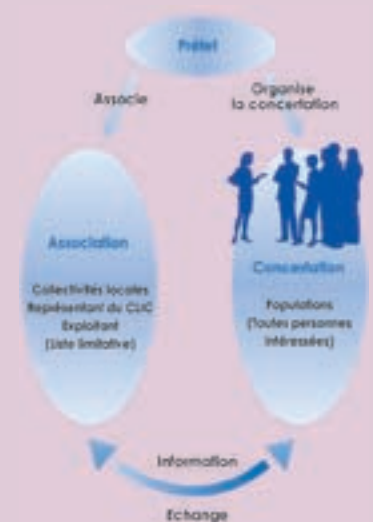 Préfet
Associe
Organise
la concertation
Association
Collectivités locales
Représentant du CLIC
Exploitant
(Liste limitative)
Concertation
Populations
(Toutes personnes
intéressées)
Information
Echange